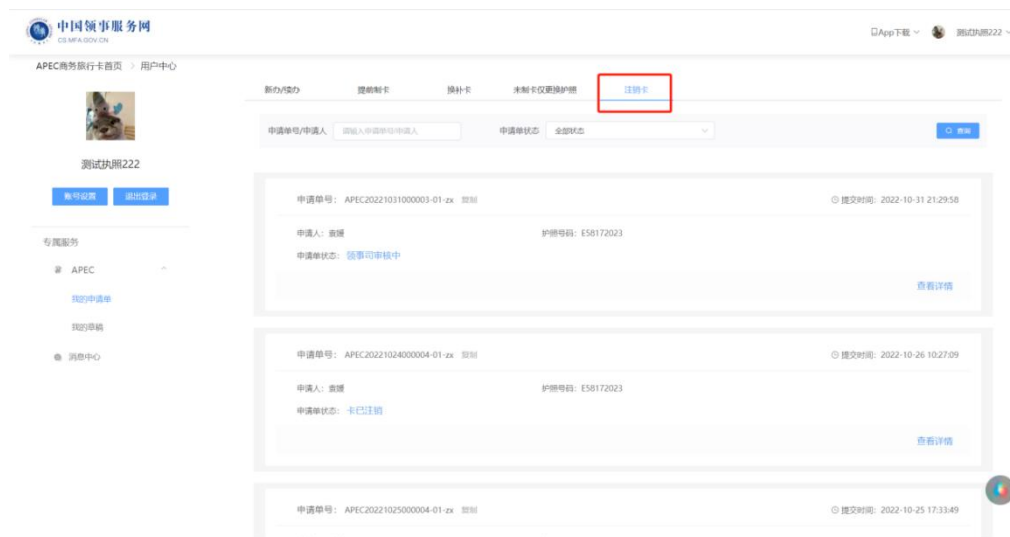 中国领事服务网
CS.MFA.GOV.CN
App下载
测试执照222
APEC商务旅行卡首页 > 用户中心
测试执照222
账号设置 退出登录
专属服务
APEC
我的申请单
我的草稿
消息中心
新办/续办 提前制卡 换补卡 未制卡仅更换护照 注销卡
申请单号/申请人 请输入申请单号/申请人 申请单状态 全部状态 查询
申请单号: APEC20221031000003-01-zx 复制 提交时间: 2022-10-31 21:29:58
申请人: 袁媛 护照号码: E58172023
申请单状态: 领事司审核中
查看详情
申请单号: APEC20221024000004-01-zx 复制 提交时间: 2022-10-26 10:27:09
申请人: 袁媛 护照号码: E58172023
申请单状态: 卡已注销
查看详情
申请单号: APEC20221025000004-01-zx 复制 提交时间: 2022-10-25 17:33:49